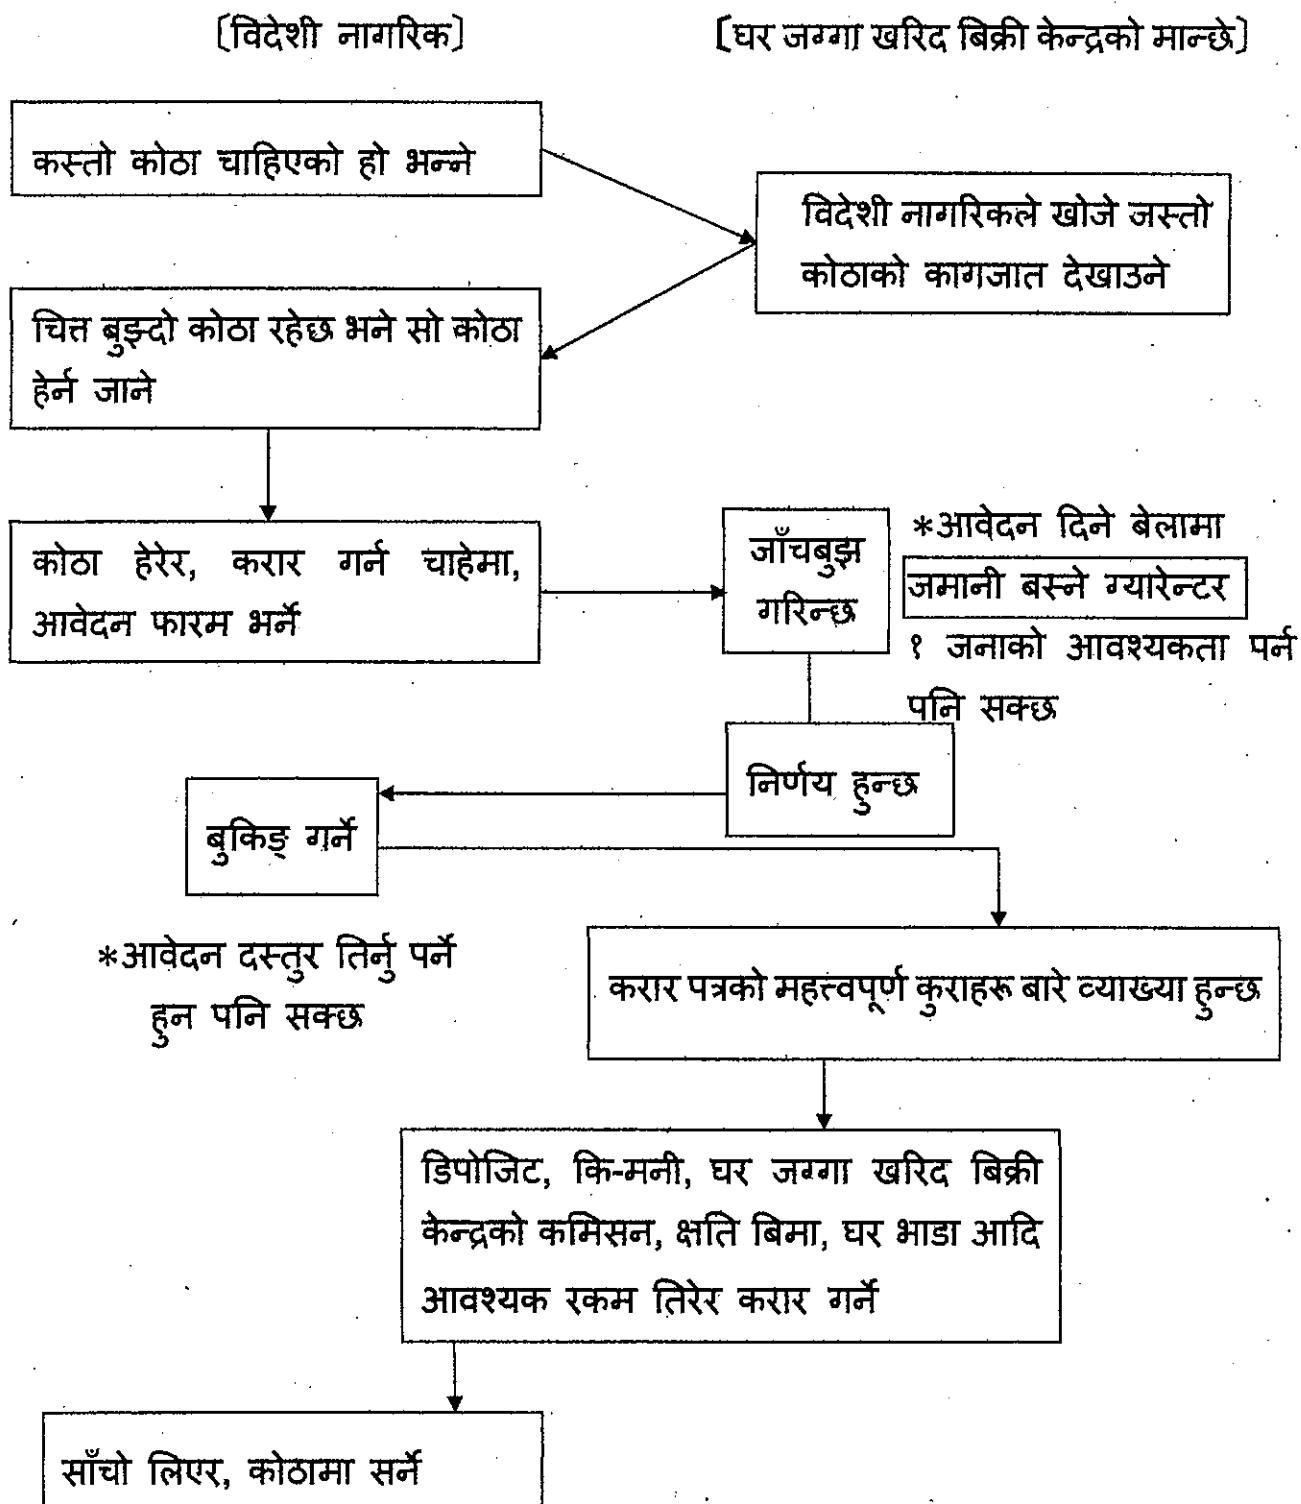 〔विदेशी नागरिक〕
〔घर जग्गा खरिद बिक्री केन्द्रको मान्छे〕
कस्तो कोठा चाहिएको हो भन्ने
विदेशी नागरिकले खोजे जस्तो
कोठाको कागजात देखाउने
चित्त बुझ्दो कोठा रहेछ भने सो कोठा
हेर्न जाने
कोठा हेरेर, करार गर्न चाहेमा,
आवेदन फारम भर्ने
जाँचबुझ
गरिन्छ
*आवेदन दिने बेलामा
जमानी बस्ने ग्यारेन्टर
१ जनाको आवश्यकता पर्न
पनि सक्छ
निर्णय हुन्छ
बुकिङ् गर्ने
*आवेदन दस्तुर तिर्नु पर्ने
हुन पनि सक्छ
करार पत्रको महत्त्वपूर्ण कुराहरू बारे व्याख्या हुन्छ
डिपोजिट, कि-मनी, घर जग्गा खरिद बिक्री
केन्द्रको कमिसन, क्षति बिमा, घर भाडा आदि
आवश्यक रकम तिरेर करार गर्ने
साँचो लिएर, कोठामा सर्ने